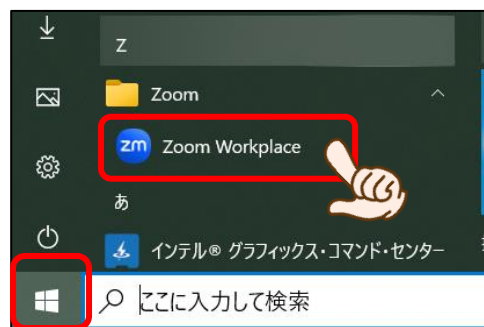 Z
Zoom
zm Zoom Workplace
あ
インテル® グラフィックス・コマンド・センター
ここに入力して検索